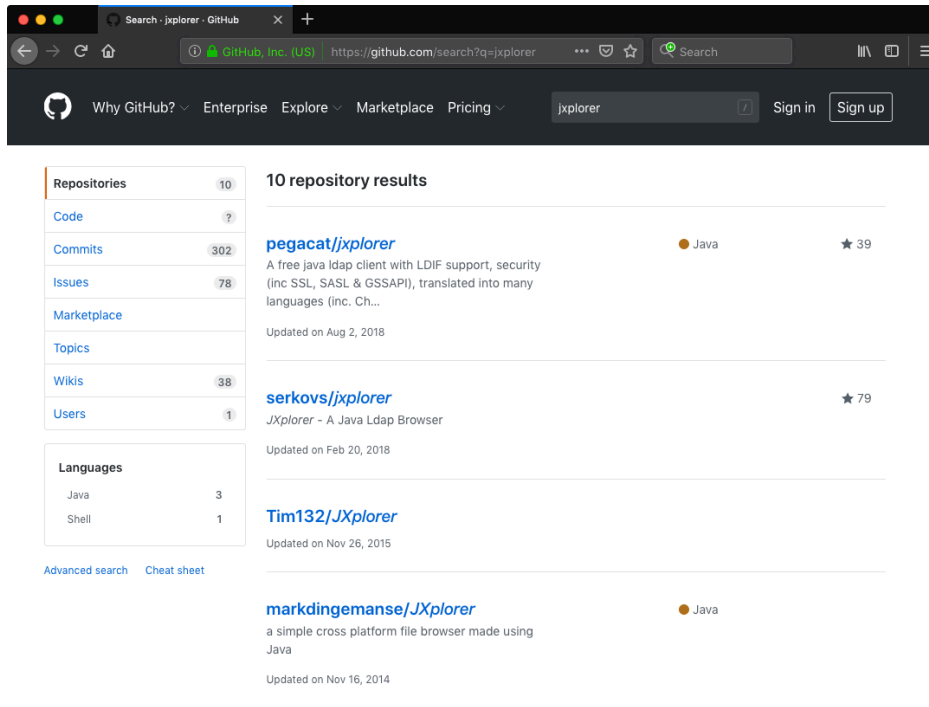 Search · jxplorer · GitHub
GitHub, Inc. (US) https://github.com/search?q=jxplorer
Search
Why GitHub? Enterprise Explore Marketplace Pricing
jxplorer /
Sign in Sign up
Repositories 10
Code ?
Commits 302
Issues 78
Marketplace
Topics
Wikis 38
Users 1
Languages
Java 3
Shell 1
Advanced search Cheat sheet
10 repository results
pegacat/jxplorer Java 39
A free java ldap client with LDIF support, security
(inc SSL, SASL & GSSAPI), translated into many
languages (inc. Ch...
Updated on Aug 2, 2018
serkovs/jxplorer 79
JXplorer - A Java Ldap Browser
Updated on Feb 20, 2018
Tim132/JXplorer
Updated on Nov 26, 2015
markdingemanse/JXplorer Java
a simple cross platform file browser made using
Java
Updated on Nov 16, 2014